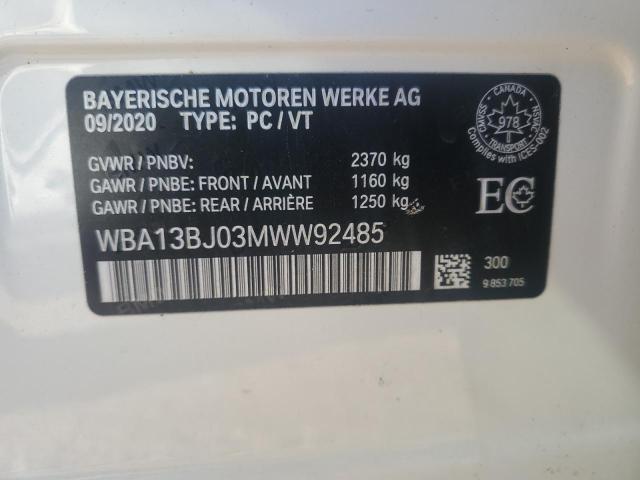 BAYERISCHE MOTOREN WERKE AG
09/2020 TYPE: PC / VT
GVWR / PNBV: 2370 kg
GAWR / PNBE: FRONT / AVANT 1160 kg
GAWR / PNBE: REAR / ARRIÈRE 1250 kg
WBA13BJ03MWW92485
CANADA
CMVSS
NSVAC
978
TRANSPORT
Complies with ICES-002
EC
300
9 853 705